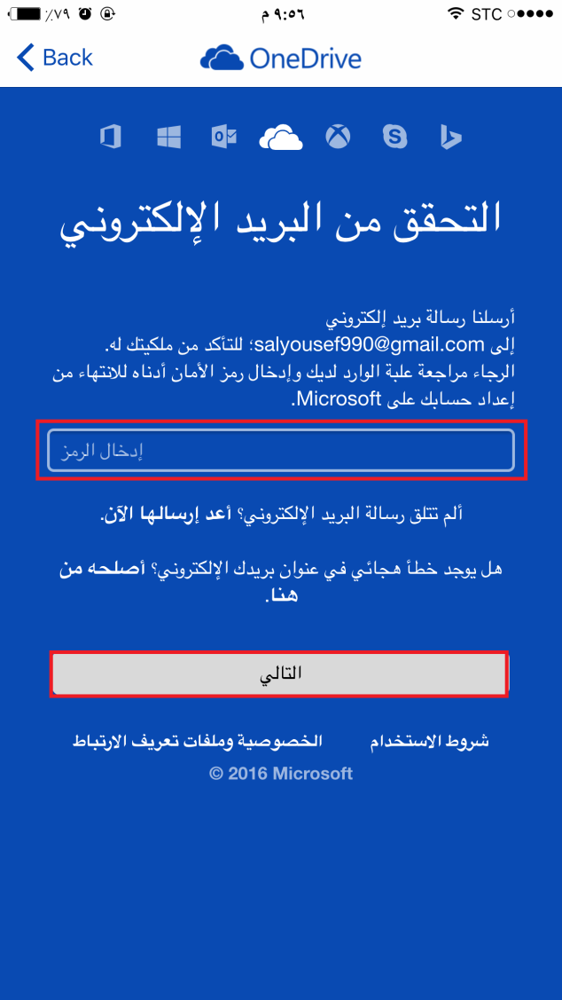 ٪٧٩ ٩:٥٦ م STC
Back OneDrive
التحقق من البريد الإلكتروني
أرسلنا رسالة بريد إلكتروني
إلى salyousef990@gmail.com؛ للتأكد من ملكيتك له.
الرجاء مراجعة علبة الوارد لديك وإدخال رمز الأمان أدناه للانتهاء من
إعداد حسابك على Microsoft.
إدخال الرمز
ألم تتلق رسالة البريد الإلكتروني؟ أعد إرسالها الآن.
هل يوجد خطأ هجائي في عنوان بريدك الإلكتروني؟ أصلحه من
هنا.
التالي
شروط الاستخدام الخصوصية وملفات تعريف الارتباط
© 2016 Microsoft